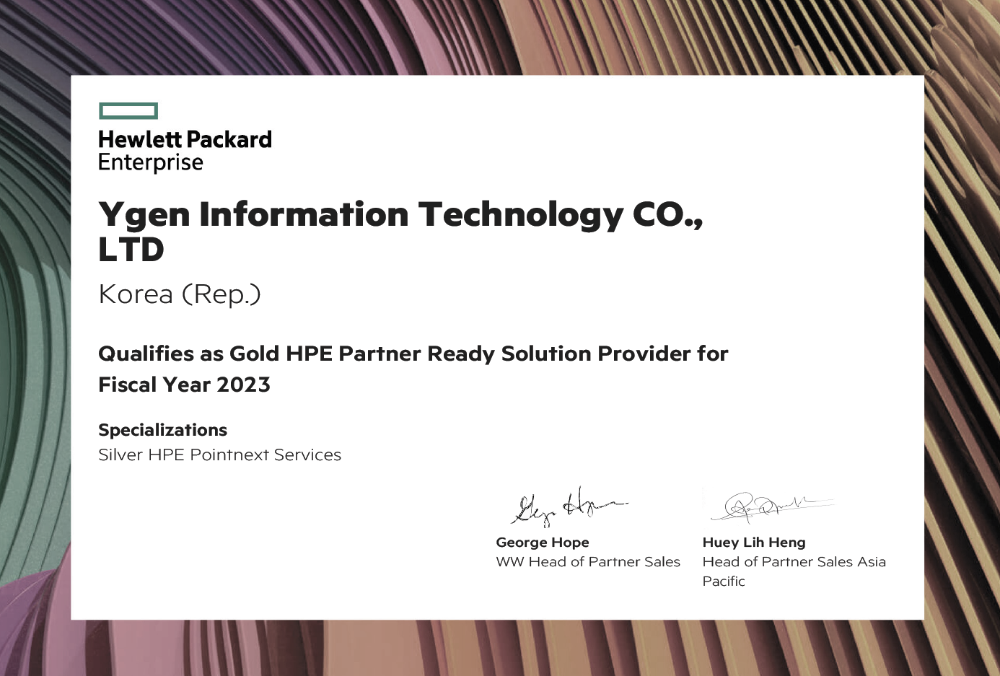 Hewlett Packard
Enterprise
Ygen Information Technology CO.,
LTD
Korea (Rep.)
Qualifies as Gold HPE Partner Ready Solution Provider for
Fiscal Year 2023
Specializations
Silver HPE Pointnext Services
George Hope
WW Head of Partner Sales
Huey Lih Heng
Head of Partner Sales Asia
Pacific